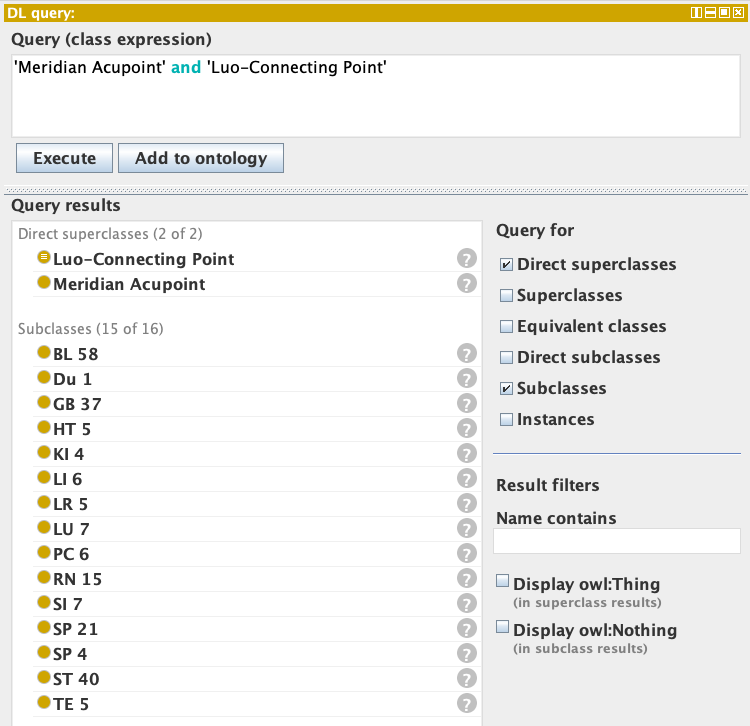 DL query:
Query (class expression)
'Meridian Acupoint' and 'Luo-Connecting Point'
Execute
Add to ontology
Query results
Direct superclasses (2 of 2)
Luo-Connecting Point ?
Meridian Acupoint ?
Subclasses (15 of 16)
BL 58 ?
Du 1 ?
GB 37 ?
HT 5 ?
KI 4 ?
LI 6 ?
LR 5 ?
LU 7 ?
PC 6 ?
RN 15 ?
SI 7 ?
SP 21 ?
SP 4 ?
ST 40 ?
TE 5 ?
Query for
Direct superclasses
Superclasses
Equivalent classes
Direct subclasses
Subclasses
Instances
Result filters
Name contains
Display owl:Thing
(in superclass results)
Display owl:Nothing
(in subclass results)